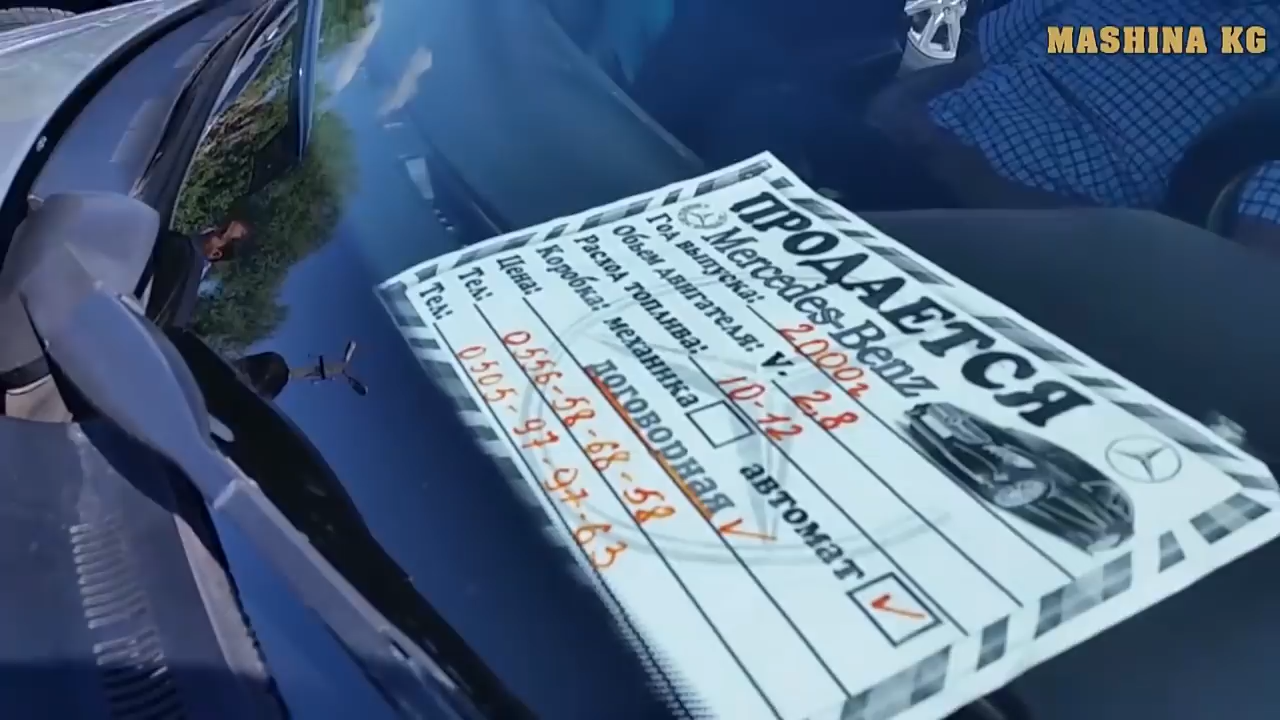 MASHINA KG
ПРОДАЕТСЯ
Mercedes-Benz
Год выпуска: 2000г
Объем двигателя: V. 2,8
Расход топлива: 10-12
Коробка: механика автомат ✓
Цена: договорная ✓
Тел: 0556-58-68-58
Тел: 0505-97-97-63